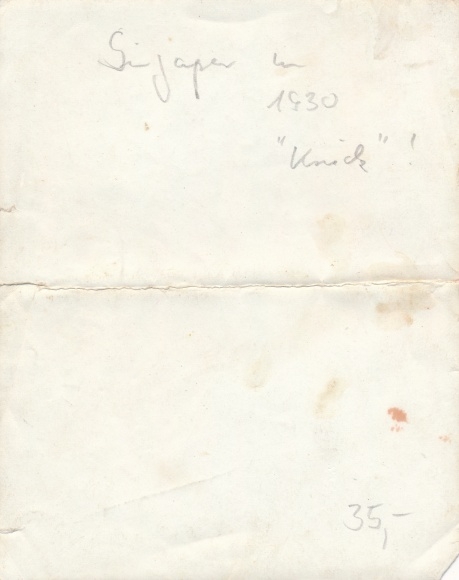 Singapur um
1930
"Knick" !
35,-